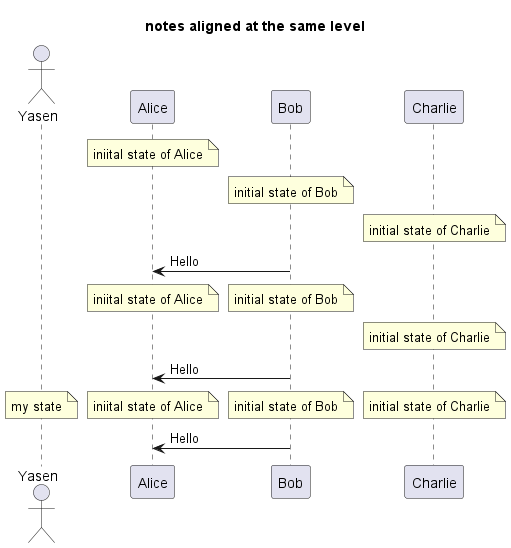 notes aligned at the same level
Yasen
Alice
Bob
Charlie
iniital state of Alice
initial state of Bob
initial state of Charlie
Hello
iniital state of Alice
initial state of Bob
initial state of Charlie
Hello
my state
iniital state of Alice
initial state of Bob
initial state of Charlie
Hello
Yasen
Alice
Bob
Charlie